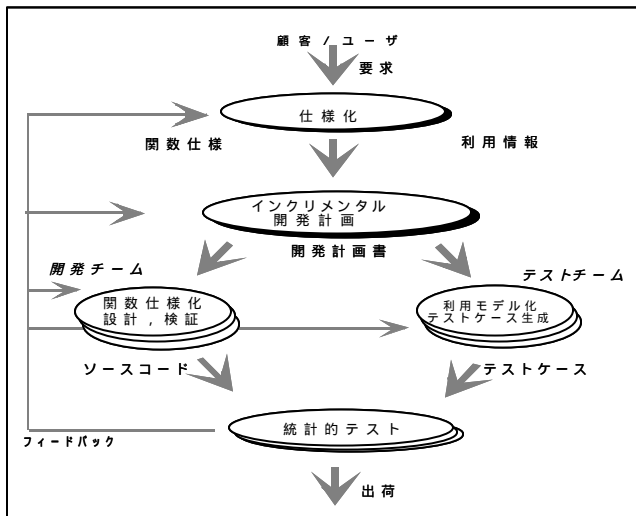 顧客/ユーザ
要求
仕様化
関数仕様
利用情報
インクリメンタル
開発計画
開発計画書
開発チーム
テストチーム
関数仕様化
設計,検証
利用モデル化
テストケース生成
ソースコード
テストケース
統計的テスト
フィードバック
出荷